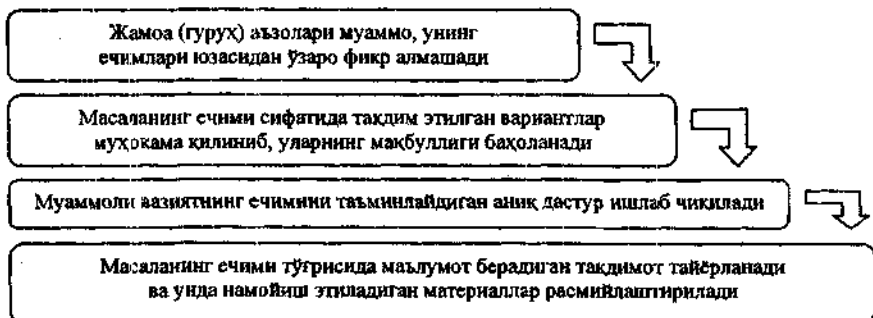 Жамоа (гуруҳ) аъзолари муаммо, унинг
ечимлари юзасидан ўзаро фикр алмашади
Масаланинг ечими сифатида тақдим этилган вариантлар
муҳокама қилиниб, уларнинг мақбуллиги баҳоланади
Муаммоли вазиятнинг ечимини таъминлайдиган аниқ дастур ишлаб чиқилади
Масаланинг ечими тўғрисида маълумот берадиган тақдимот тайёрланади
ва унда намойиш этиладиган материаллар расмийлаштирилади